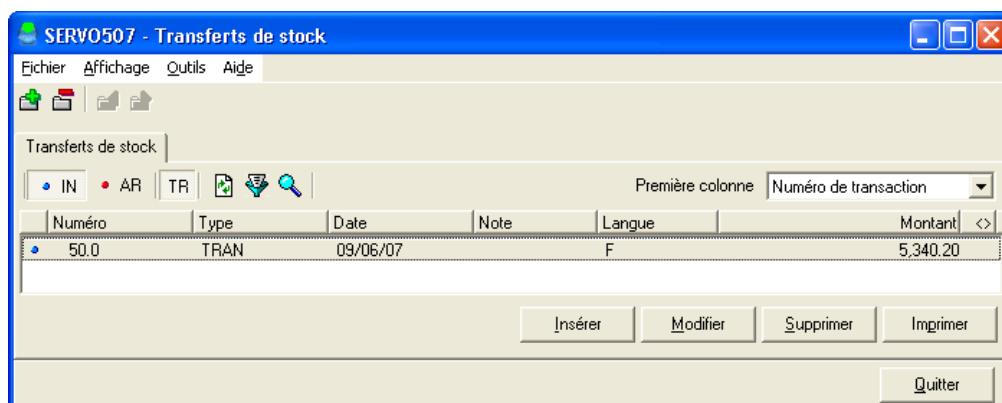 SERVO507 - Transferts de stock
Fichier Affichage Outils Aide
Transferts de stock
IN AR TR Première colonne Numéro de transaction
Numéro Type Date Note Langue Montant <>
50.0 TRAN 09/06/07 F 5,340.20
Insérer Modifier Supprimer Imprimer
Quitter